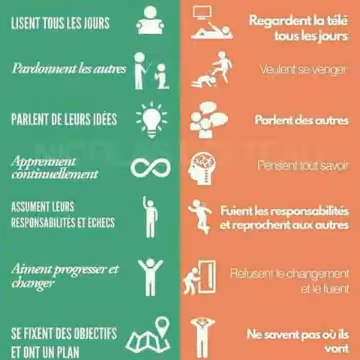 LISENT TOUS LES JOURS
Regardent la télé
tous les jours
Pardonnent les autres
Veulent se venger
PARLENT DE LEURS IDÉES
Parlent des autres
Apprennent
continuellement
Pensent tout savoir
ASSUMENT LEURS
RESPONSABILITÉS ET ÉCHECS
Fuient les responsabilités
et reprochent aux autres
Aiment progresser et
changer
Refusent le changement
et le fuient
SE FIXENT DES OBJECTIFS
ET ONT UN PLAN
Ne savent pas où ils
vont